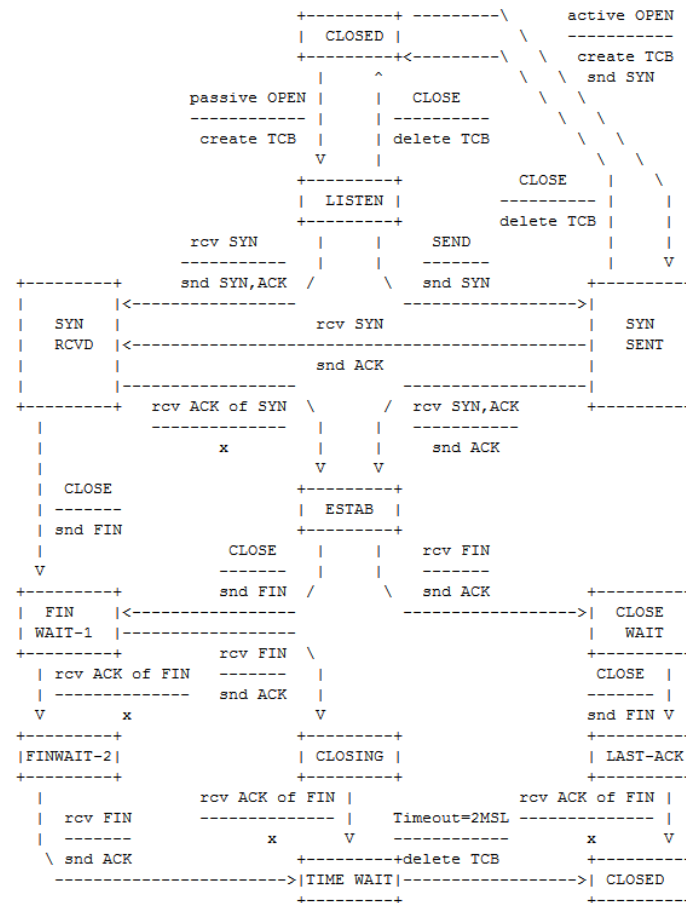 +---------+ ---------\      active OPEN
|  CLOSED |            \    -----------
+---------+<---------\   \   create TCB
|     ^              \   \  snd SYN
passive OPEN |     |   CLOSE        \   \
------------ |     | ----------       \   \
create TCB  |     | delete TCB         \   \
V     |                      \   \
+---------+            CLOSE    |    \
|  LISTEN |          ---------- |     |
+---------+          delete TCB |     |
rcv SYN      |     |     SEND              |     |
-----------   |     |    -------            |     V
+---------+      snd SYN,ACK  /       \   snd SYN          +---------+
|         |<-----------------           ------------------>|         |
|   SYN   |                    rcv SYN                     |   SYN   |
|   RCVD  |<-----------------------------------------------|   SENT  |
|         |                    snd ACK                     |         |
|         |------------------           -------------------|         |
+---------+   rcv ACK of SYN  \       /  rcv SYN,ACK       +---------+
|           --------------   |     |   -----------
|                  x         |     |     snd ACK
|                            V     V
|  CLOSE                   +---------+
| -------                  |  ESTAB  |
| snd FIN                  +---------+
|                   CLOSE    |     |    rcv FIN
V                  -------   |     |    -------
+---------+          snd FIN  /       \   snd ACK          +---------+
|  FIN    |<-----------------           ------------------>|  CLOSE  |
| WAIT-1  |------------------                              |   WAIT  |
+---------+          rcv FIN  \                            +---------+
| rcv ACK of FIN   -------   |                            CLOSE  |
| --------------   snd ACK   |                           ------- |
V        x                   V                           snd FIN V
+---------+                  +---------+                   +---------+
|FINWAIT-2|                  | CLOSING |                   | LAST-ACK|
+---------+                  +---------+                   +---------+
|                rcv ACK of FIN |                 rcv ACK of FIN |
|  rcv FIN       -------------- |    Timeout=2MSL -------------- |
|  -------              x       V    ------------        x       V
\ snd ACK                 +---------+delete TCB         +---------+
------------------------>|TIME WAIT|------------------>| CLOSED  |
+---------+                   +---------+